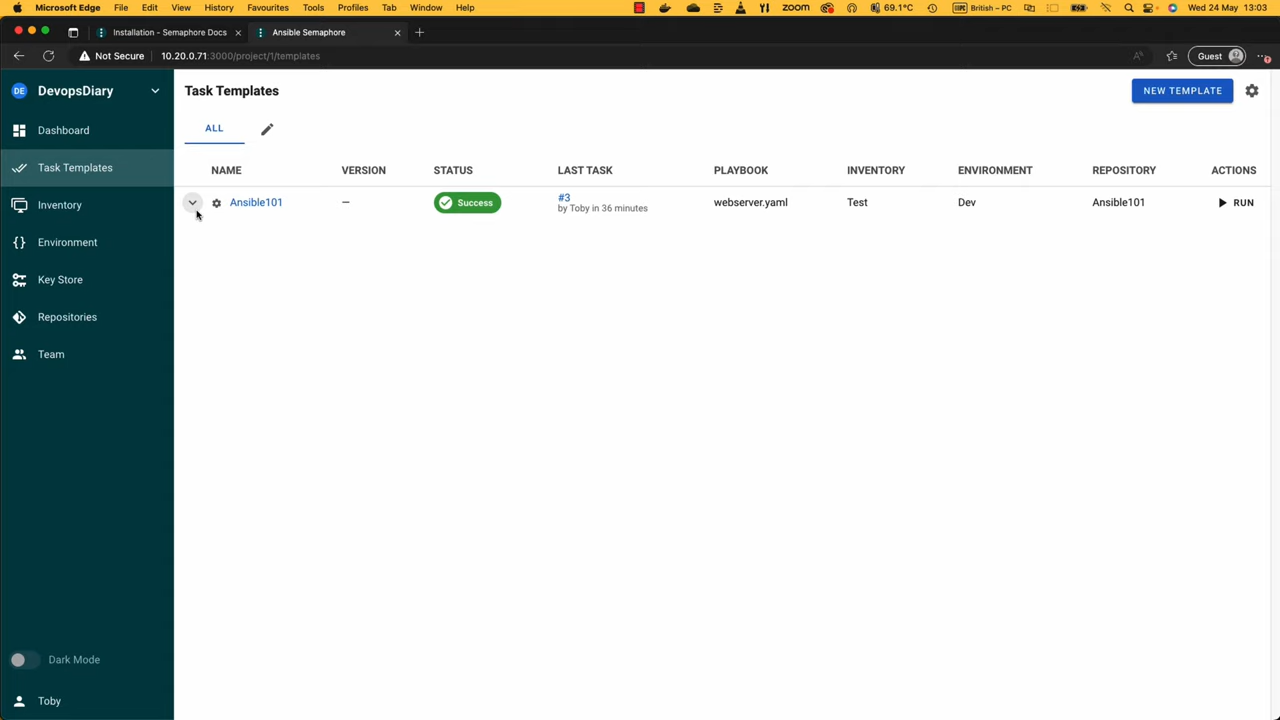 Edge File Edit View History Favourites Tools Profiles Tab Window Help zoom 69.1°C British – PC Wed 24 May 13:03
Installation - Semaphore Docs Ansible Semaphore
Not Secure 10.20.0.71:3000/project/1/templates Guest
DE DevopsDiary
Task Templates
NEW TEMPLATE
Dashboard
ALL
Task Templates
NAME VERSION STATUS LAST TASK PLAYBOOK INVENTORY ENVIRONMENT REPOSITORY ACTIONS
Inventory
Ansible101 — Success #3 webserver.yaml Test Dev Ansible101 RUN
by Toby in 36 minutes
Environment
Key Store
Repositories
Team
Dark Mode
Toby